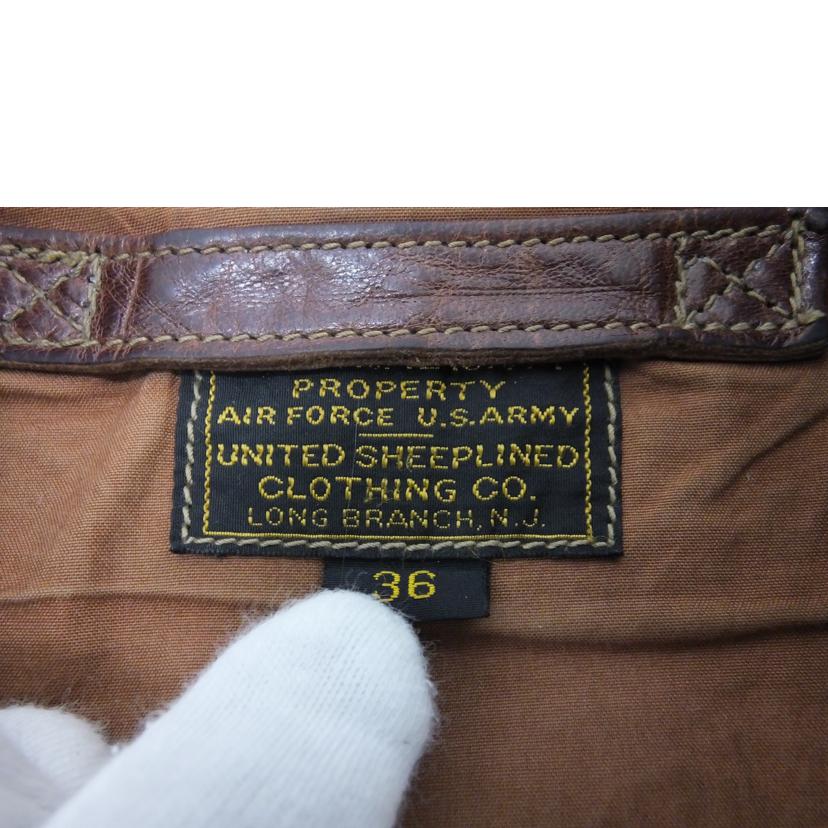 PROPERTY
AIR FORCE U.S.ARMY
UNITED SHEEPLINED
CLOTHING CO.
LONG BRANCH, N.J.
36